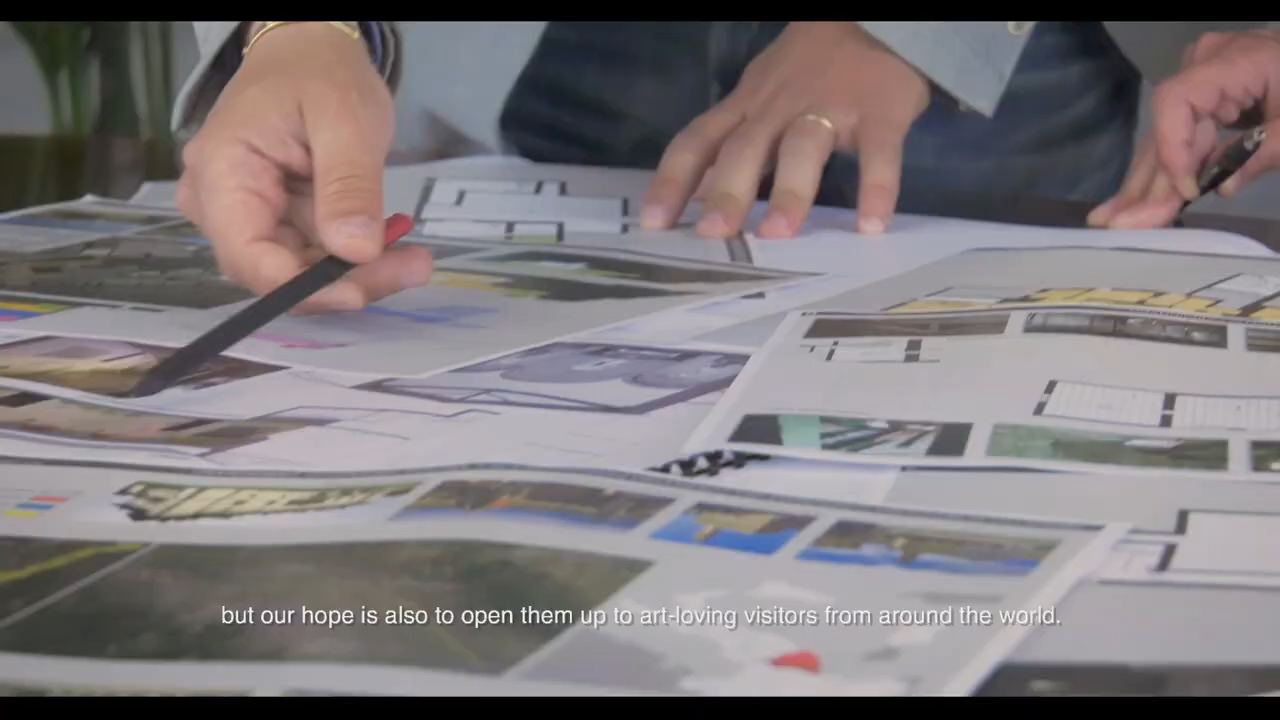 but our hope is also to open them up to art-loving visitors from around the world.